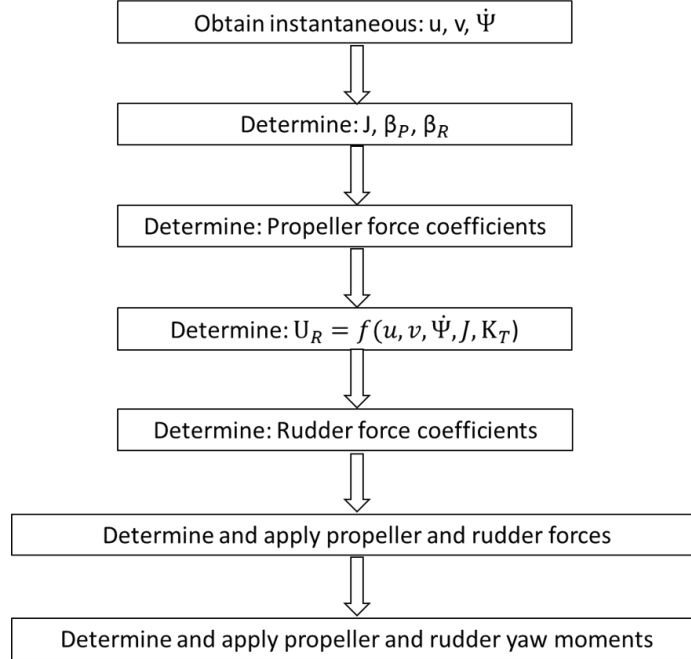 Obtain instantaneous: u, v, Ψ̇
Determine: J, β_P, β_R
Determine: Propeller force coefficients
Determine: U_R = f(u, v, Ψ̇, J, K_T)
Determine: Rudder force coefficients
Determine and apply propeller and rudder forces
Determine and apply propeller and rudder yaw moments